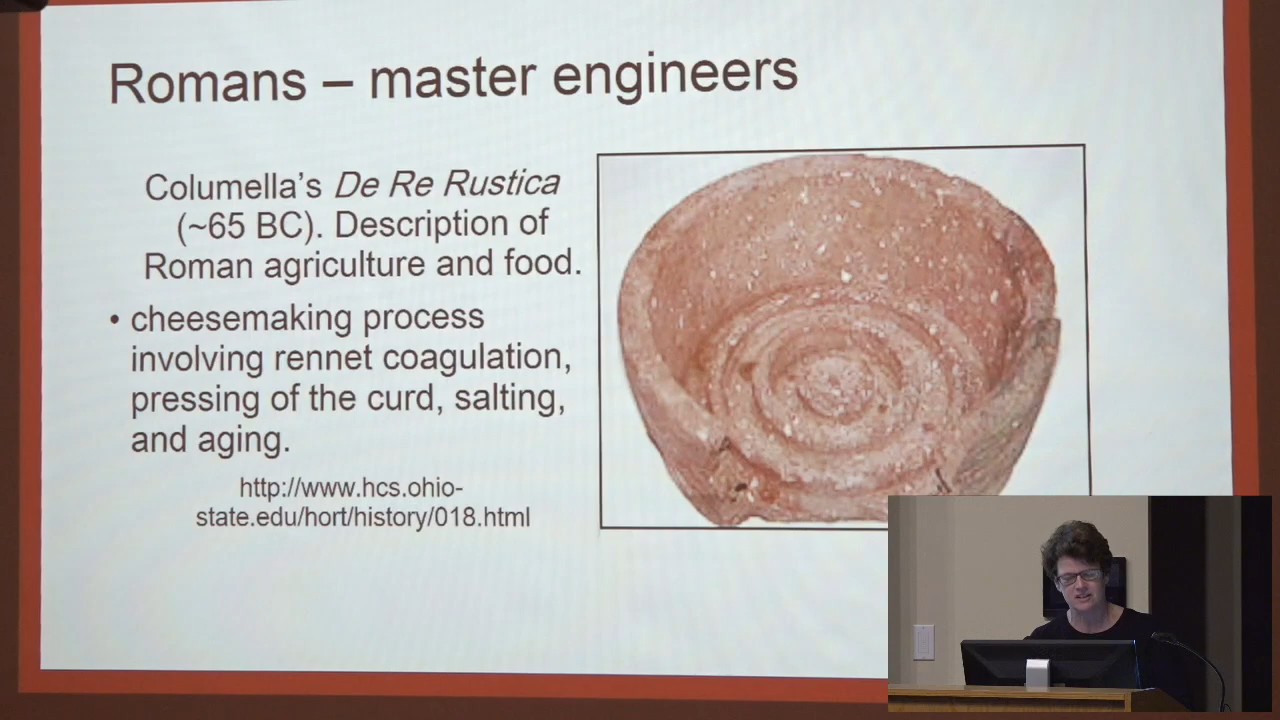 Romans – master engineers
Columella's De Re Rustica
(~65 BC). Description of
Roman agriculture and food.
• cheesemaking process
involving rennet coagulation,
pressing of the curd, salting,
and aging.
http://www.hcs.ohio-
state.edu/hort/history/018.html